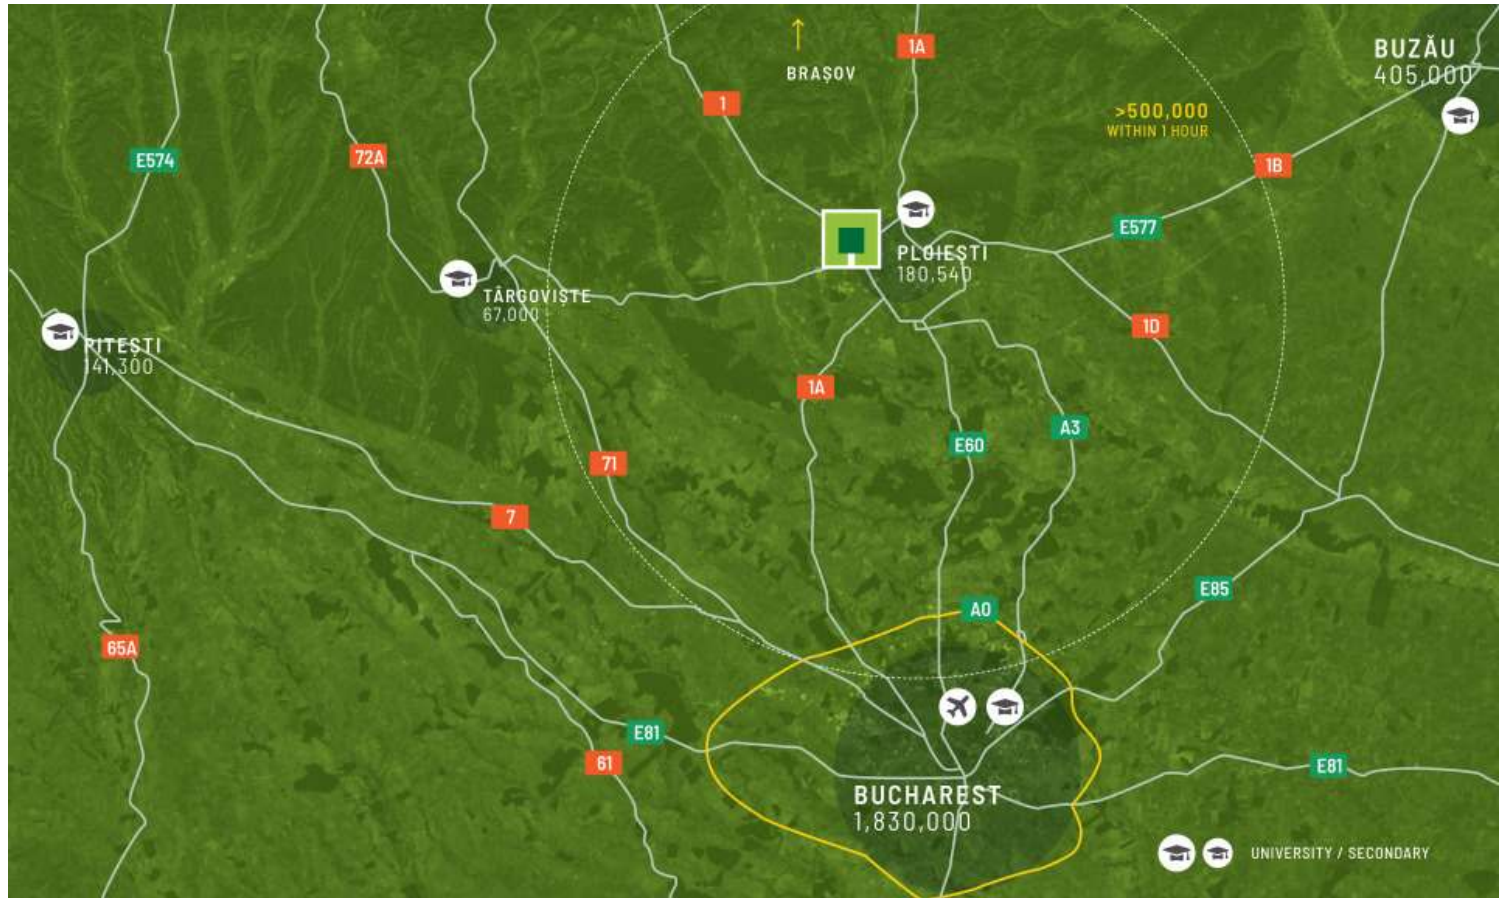 1A
BRAȘOV
BUZĂU
405,000
1
>500,000
WITHIN 1 HOUR
E574
72A
1B
E577
PLOIEȘTI
180,540
TÂRGOVIȘTE
67,000
1D
PITEȘTI
141,300
1A
A3
E60
71
7
E85
A0
65A
E81
61
E81
BUCHAREST
1,830,000
UNIVERSITY / SECONDARY